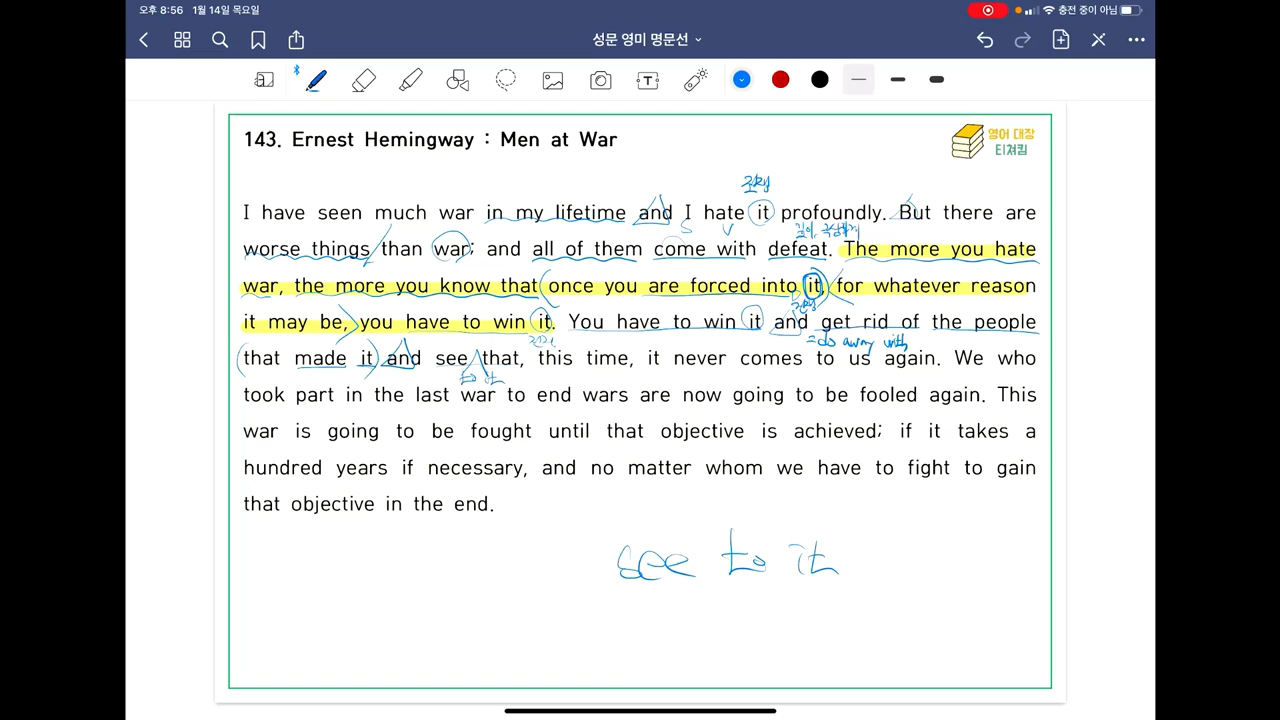 오후 8:56 1월 14일 목요일
충전 중이 아님
성문 영미 명문선
T
143. Ernest Hemingway : Men at War
영어 대장
티쳐킴
전쟁
I have seen much war in my lifetime and I hate it profoundly. But there are
S V
worse things than war; and all of them come with defeat. The more you hate
war, the more you know that (once you are forced into it), for whatever reason
전쟁
it may be, you have to win it. You have to win it and get rid of the people
= do away with
(that made it) and see that, this time, it never comes to us again. We who
to it
took part in the last war to end wars are now going to be fooled again. This
war is going to be fought until that objective is achieved; if it takes a
hundred years if necessary, and no matter whom we have to fight to gain
that objective in the end.
see to it